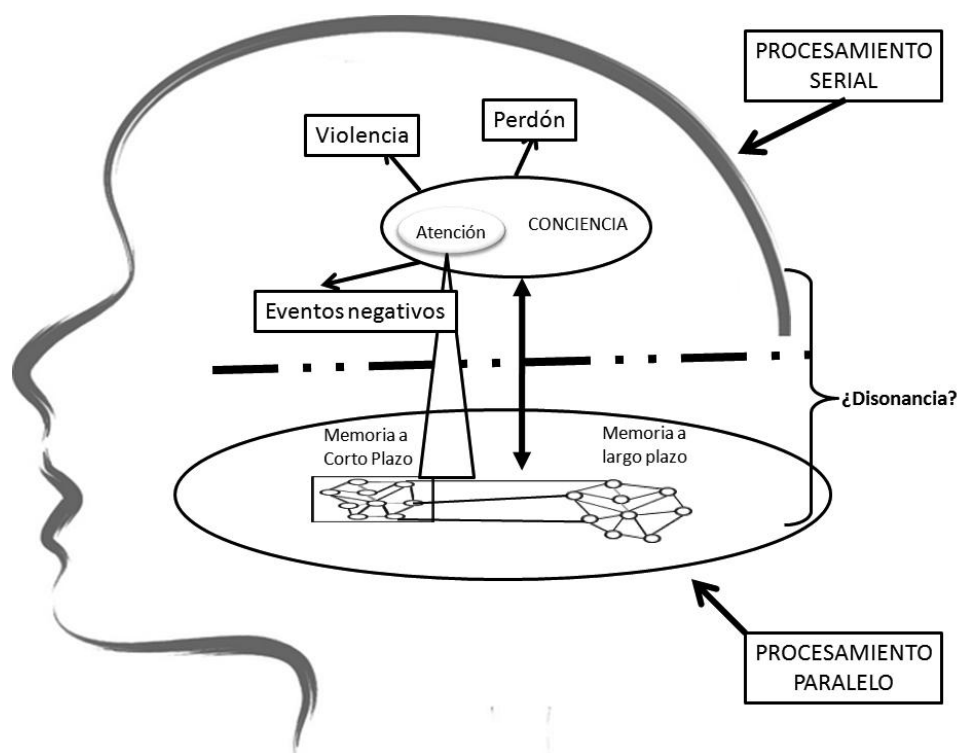 PROCESAMIENTO
SERIAL
Perdón
Violencia
Atención
CONCIENCIA
Eventos negativos
¿Disonancia?
Memoria a
Corto Plazo
Memoria a
largo plazo
PROCESAMIENTO
PARALELO